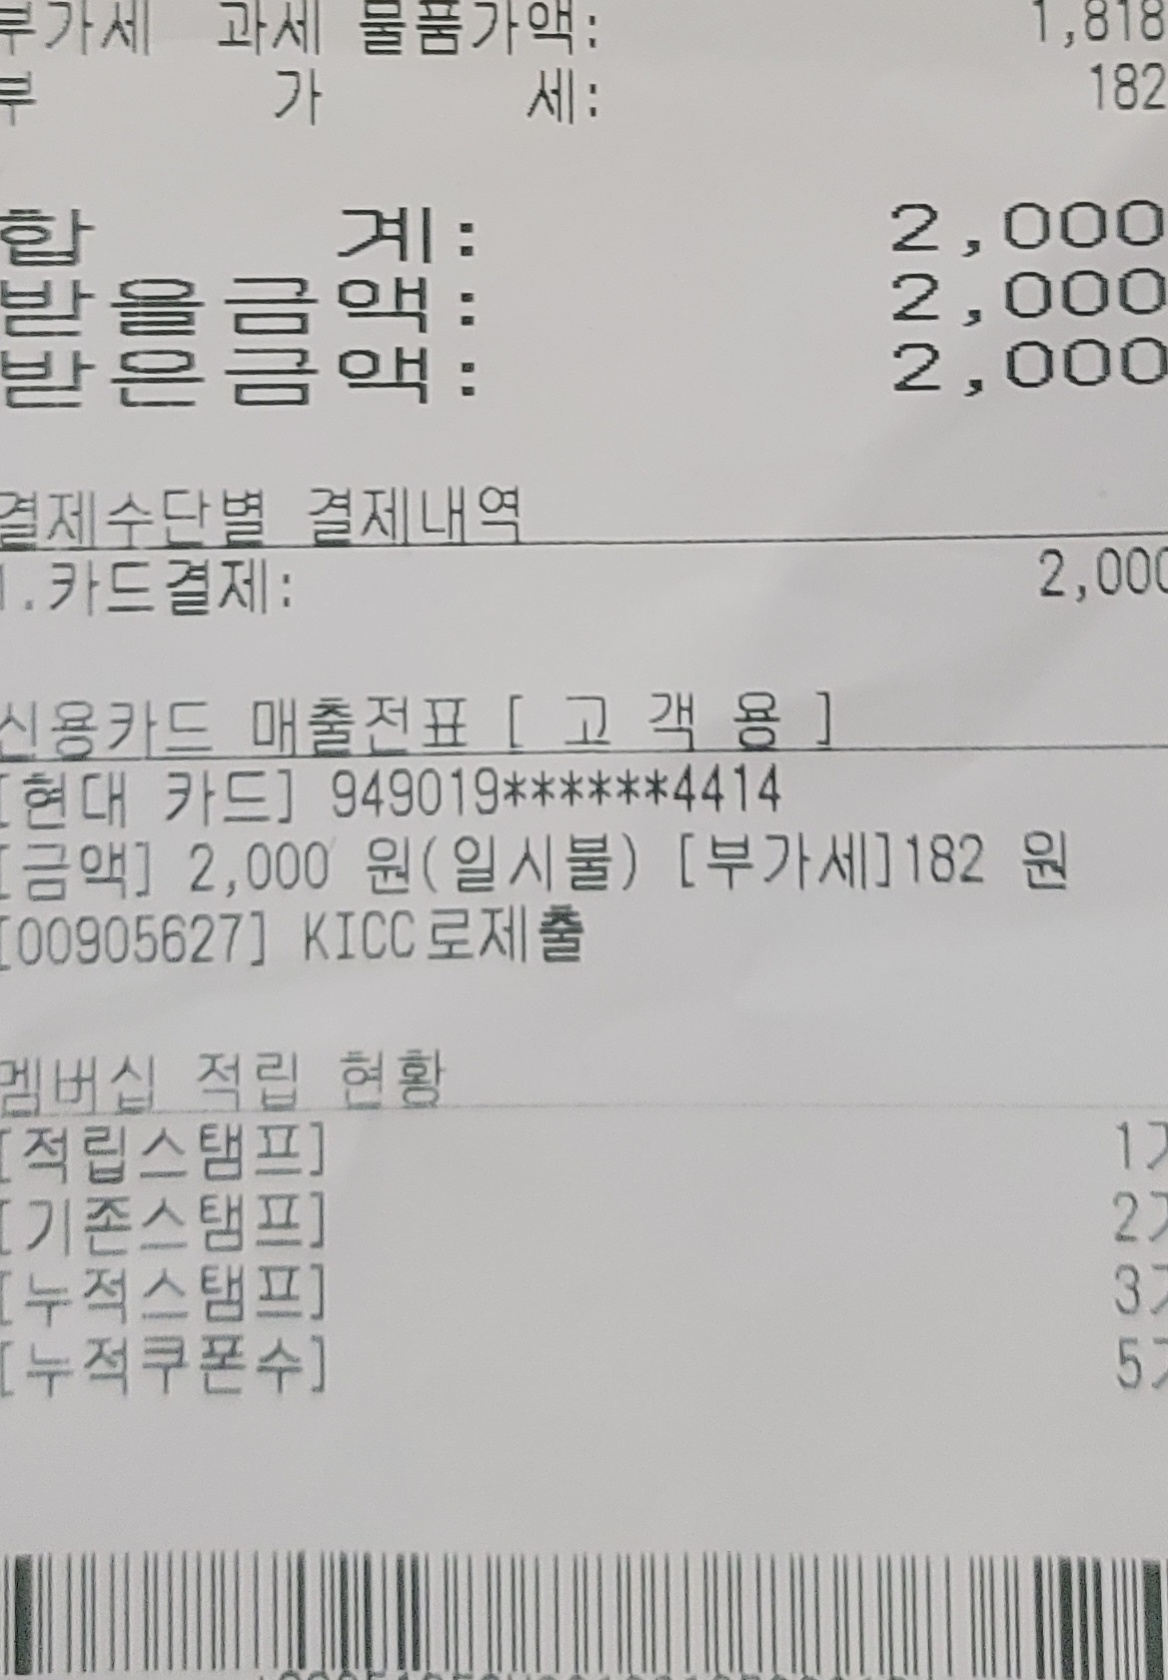 부가세 과세 물품가액: 1,818
부 가 세: 182
합 계: 2,000
받을금액: 2,000
받은금액: 2,000
결제수단별 결제내역
1.카드결제: 2,000
신용카드 매출전표 [ 고 객 용 ]
[현대 카드] 949019******4414
[금액] 2,000 원(일시불) [부가세]182 원
[00905627] KICC로제출
멤버십 적립 현황
[적립스탬프] 1개
[기존스탬프] 2개
[누적스탬프] 3개
[누적쿠폰수] 5개